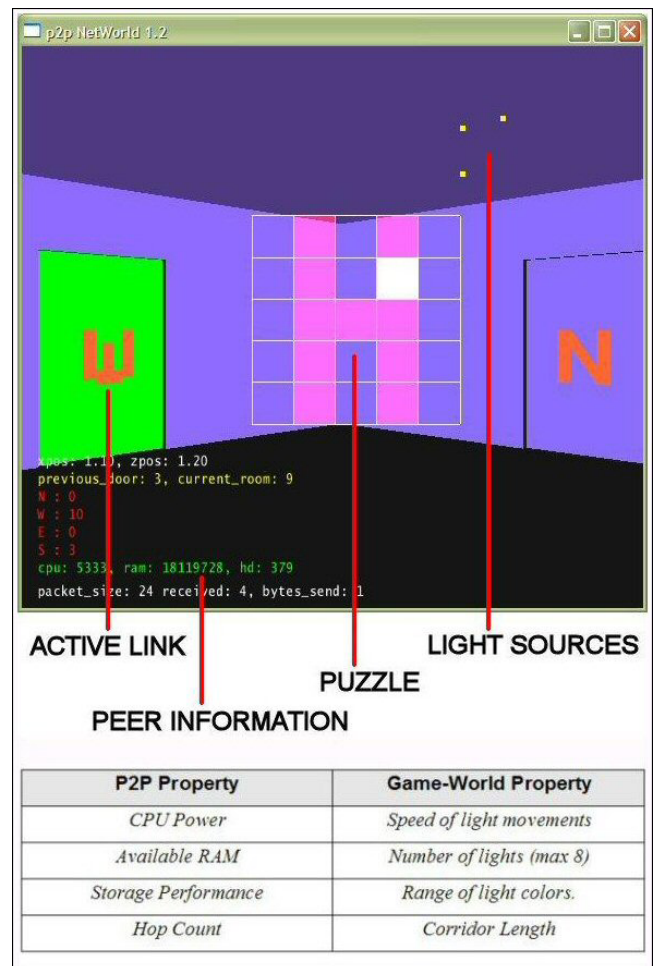 p2p NetWorld 1.2
W
N
xpos: 1.10, zpos: 1.20
previous_door: 3, current_room: 9
N : 0
W : 10
E : 0
S : 3
cpu: 5333, ram: 18119728, hd: 379
packet_size: 24 received: 4, bytes_send: 1
ACTIVE LINK
LIGHT SOURCES
PUZZLE
PEER INFORMATION
P2P Property Game-World Property
CPU Power Speed of light movements
Available RAM Number of lights (max 8)
Storage Performance Range of light colors.
Hop Count Corridor Length